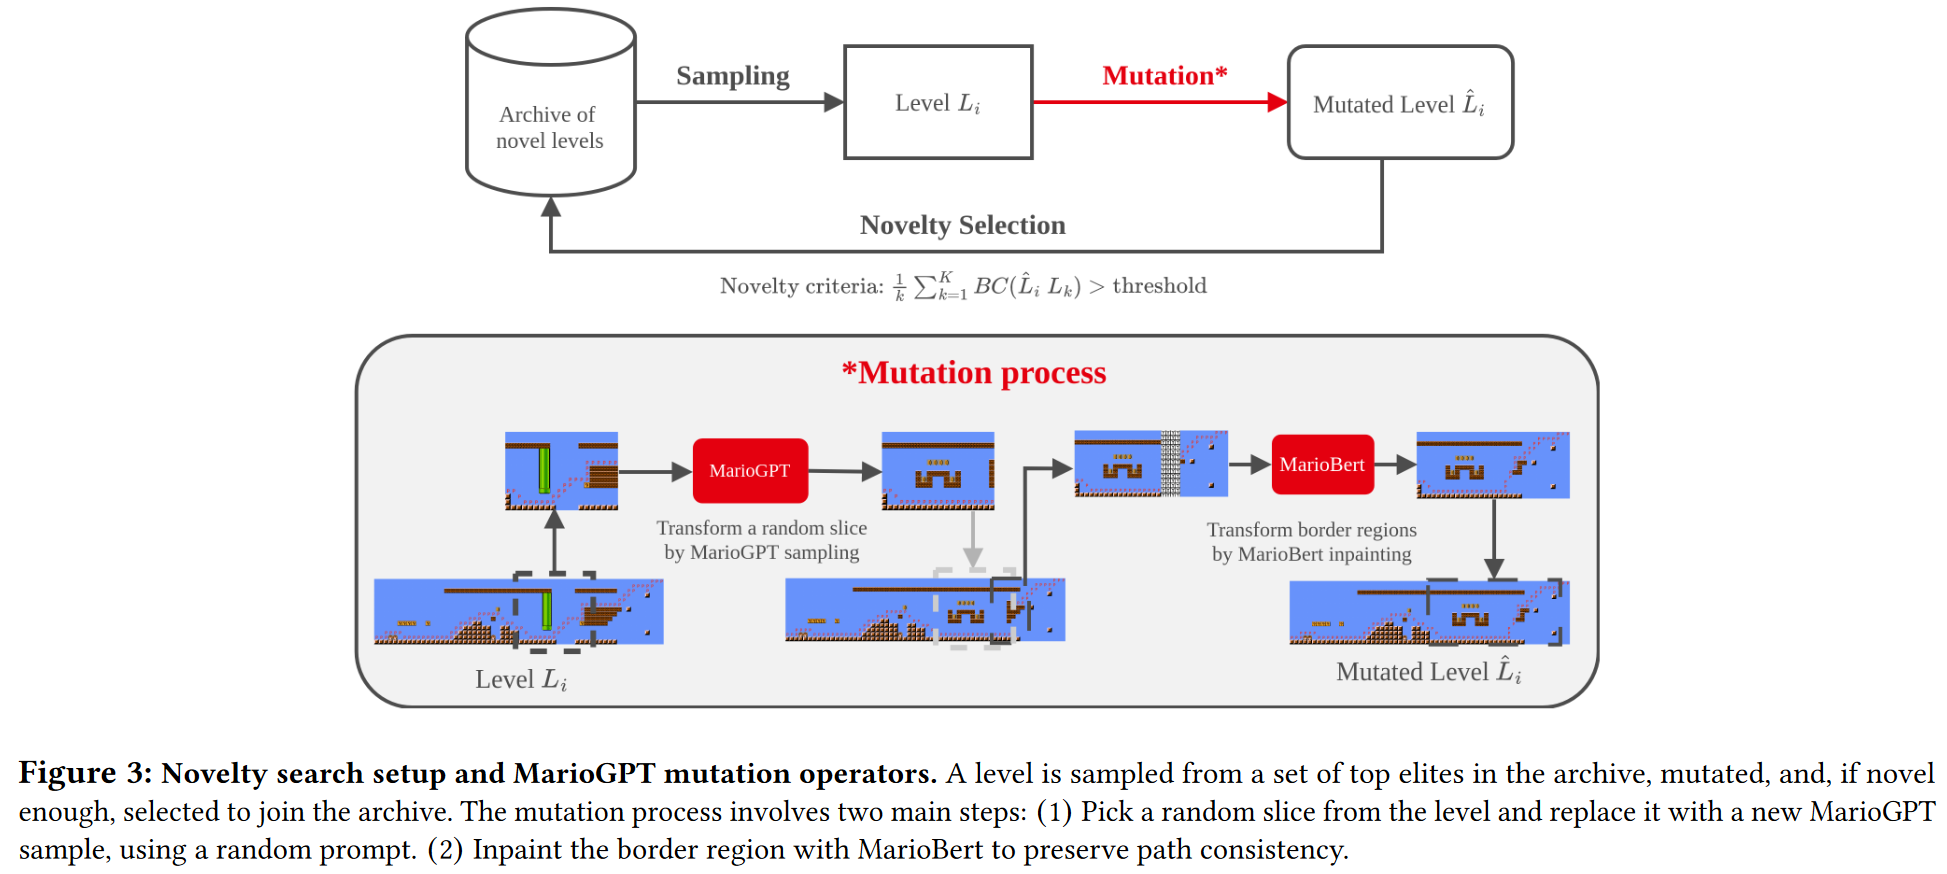 Sampling
Mutation*
Archive of
novel levels
Level L_i
Mutated Level L̂_i
Novelty Selection
Novelty criteria: 1/k ∑_{k=1}^{K} BC(L̂_i L_k) > threshold
*Mutation process
MarioGPT
MarioBert
Transform a random slice
by MarioGPT sampling
Transform border regions
by MarioBert inpainting
Level L_i
Mutated Level L̂_i
Figure 3: Novelty search setup and MarioGPT mutation operators. A level is sampled from a set of top elites in the archive, mutated, and, if novel
enough, selected to join the archive. The mutation process involves two main steps: (1) Pick a random slice from the level and replace it with a new MarioGPT
sample, using a random prompt. (2) Inpaint the border region with MarioBert to preserve path consistency.